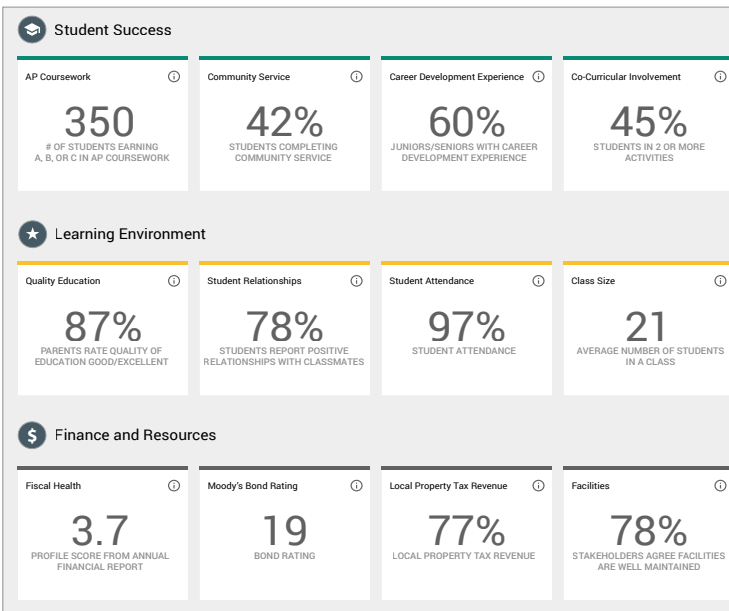 Student Success
AP Coursework
350
# OF STUDENTS EARNING
A, B, OR C IN AP COURSEWORK
Community Service
42%
STUDENTS COMPLETING
COMMUNITY SERVICE
Career Development Experience
60%
JUNIORS/SENIORS WITH CAREER
DEVELOPMENT EXPERIENCE
Co-Curricular Involvement
45%
STUDENTS IN 2 OR MORE
ACTIVITIES
Learning Environment
Quality Education
87%
PARENTS RATE QUALITY OF
EDUCATION GOOD/EXCELLENT
Student Relationships
78%
STUDENTS REPORT POSITIVE
RELATIONSHIPS WITH CLASSMATES
Student Attendance
97%
STUDENT ATTENDANCE
Class Size
21
AVERAGE NUMBER OF STUDENTS
IN A CLASS
$
Finance and Resources
Fiscal Health
3.7
PROFILE SCORE FROM ANNUAL
FINANCIAL REPORT
Moody's Bond Rating
19
BOND RATING
Local Property Tax Revenue
77%
LOCAL PROPERTY TAX REVENUE
Facilities
78%
STAKEHOLDERS AGREE FACILITIES
ARE WELL MAINTAINED